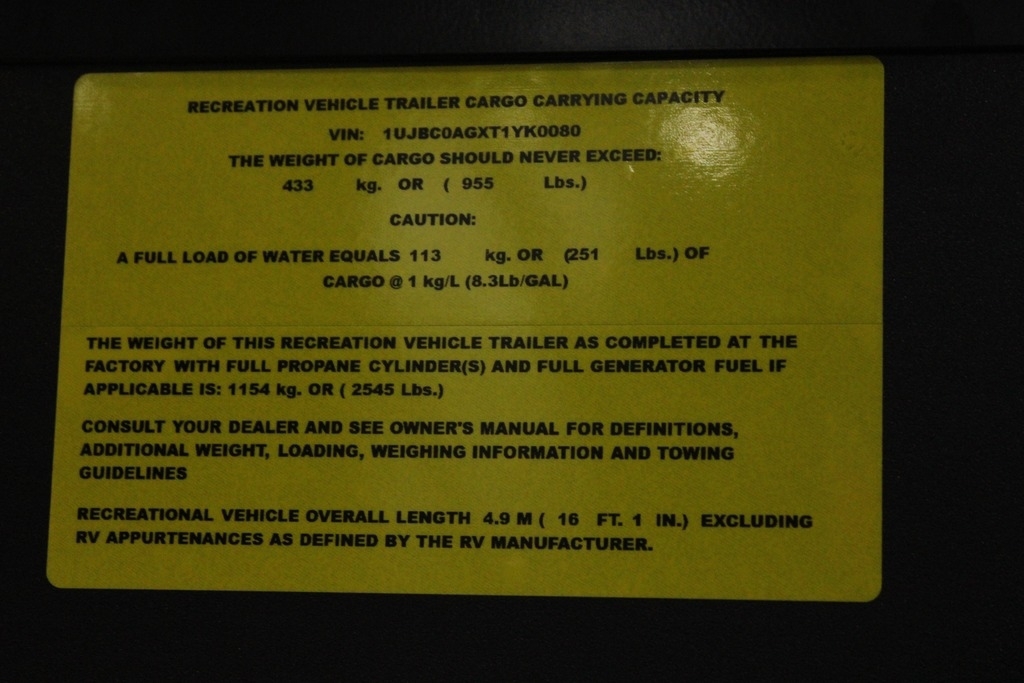 RECREATION VEHICLE TRAILER CARGO CARRYING CAPACITY
VIN: 1UJBC0AGXT1YK0080
THE WEIGHT OF CARGO SHOULD NEVER EXCEED:
433 kg. OR ( 955 Lbs.)
CAUTION:
A FULL LOAD OF WATER EQUALS 113 kg. OR (251 Lbs.) OF
CARGO @ 1 kg/L (8.3Lb/GAL)
THE WEIGHT OF THIS RECREATION VEHICLE TRAILER AS COMPLETED AT THE
FACTORY WITH FULL PROPANE CYLINDER(S) AND FULL GENERATOR FUEL IF
APPLICABLE IS: 1154 kg. OR ( 2545 Lbs.)
CONSULT YOUR DEALER AND SEE OWNER'S MANUAL FOR DEFINITIONS,
ADDITIONAL WEIGHT, LOADING, WEIGHING INFORMATION AND TOWING
GUIDELINES
RECREATIONAL VEHICLE OVERALL LENGTH 4.9 M ( 16 FT. 1 IN.) EXCLUDING
RV APPURTENANCES AS DEFINED BY THE RV MANUFACTURER.